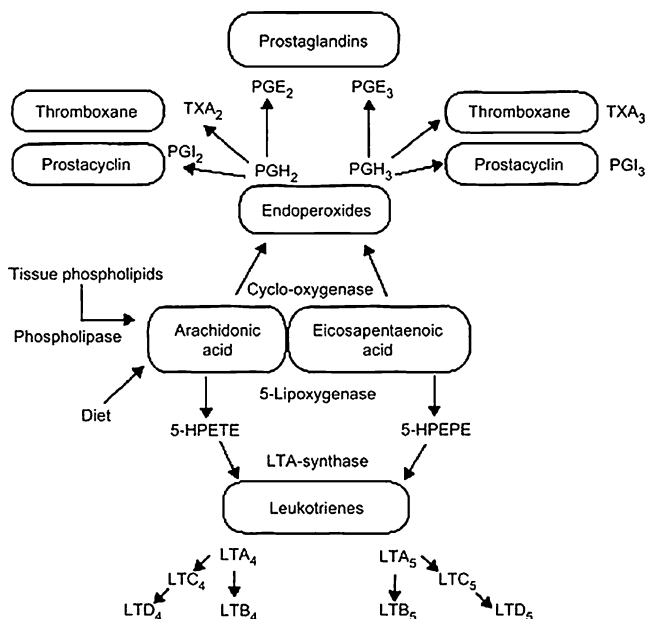 Prostaglandins
PGE₂ PGE₃
Thromboxane TXA₂ Thromboxane TXA₃
Prostacyclin PGI₂ PGH₂ PGH₃ Prostacyclin PGI₃
Endoperoxides
Tissue phospholipids
Cyclo-oxygenase
Phospholipase
Arachidonic
acid
Eicosapentaenoic
acid
5-Lipoxygenase
Diet
5-HPETE 5-HPEPE
LTA-synthase
Leukotrienes
LTA₄ LTA₅
LTC₄ LTC₅
LTD₄ LTB₄ LTB₅ LTD₅